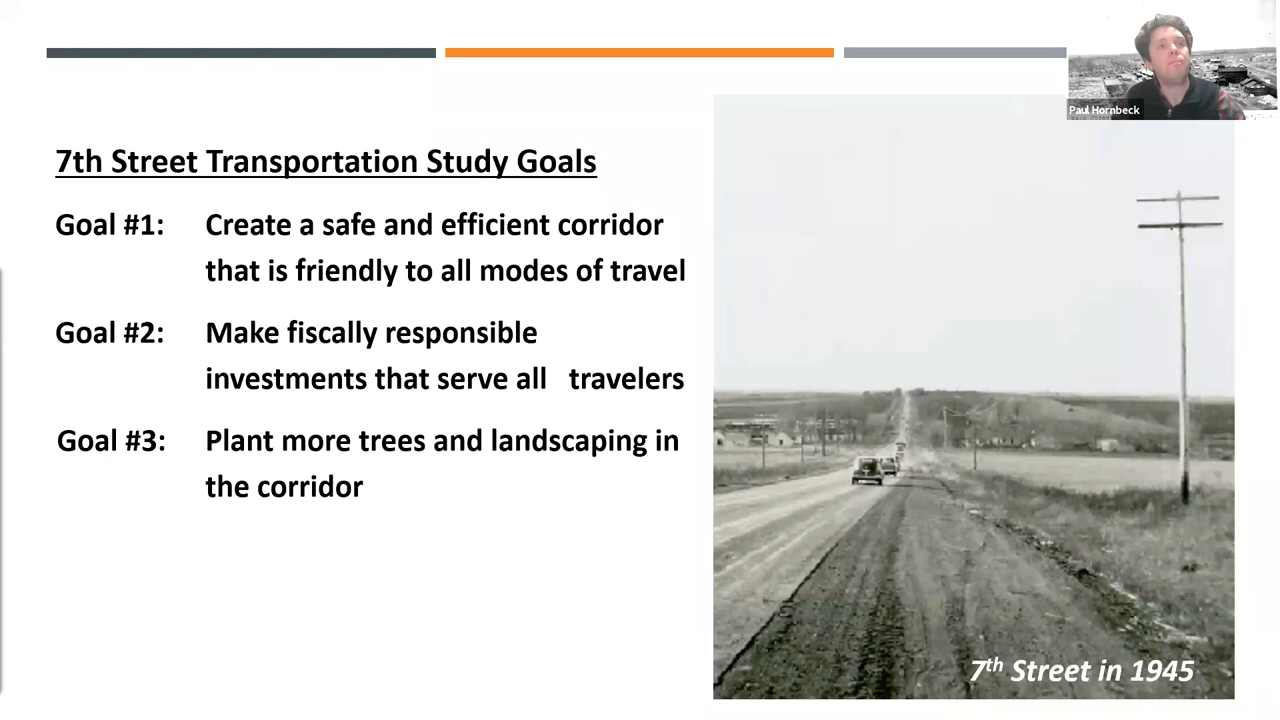 Paul Hornbeck
7th Street Transportation Study Goals
Goal #1: Create a safe and efficient corridor
that is friendly to all modes of travel
Goal #2: Make fiscally responsible
investments that serve all travelers
Goal #3: Plant more trees and landscaping in
the corridor
7th Street in 1945